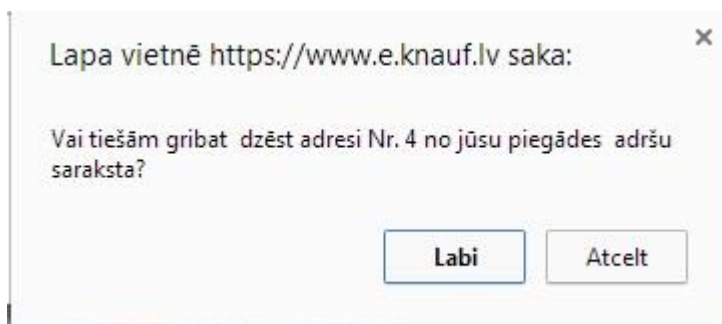 Lapa vietnē https://www.e.knauf.lv saka:
Vai tiešām gribat dzēst adresi Nr. 4 no jūsu piegādes adršu
saraksta?
Labi
Atcelt